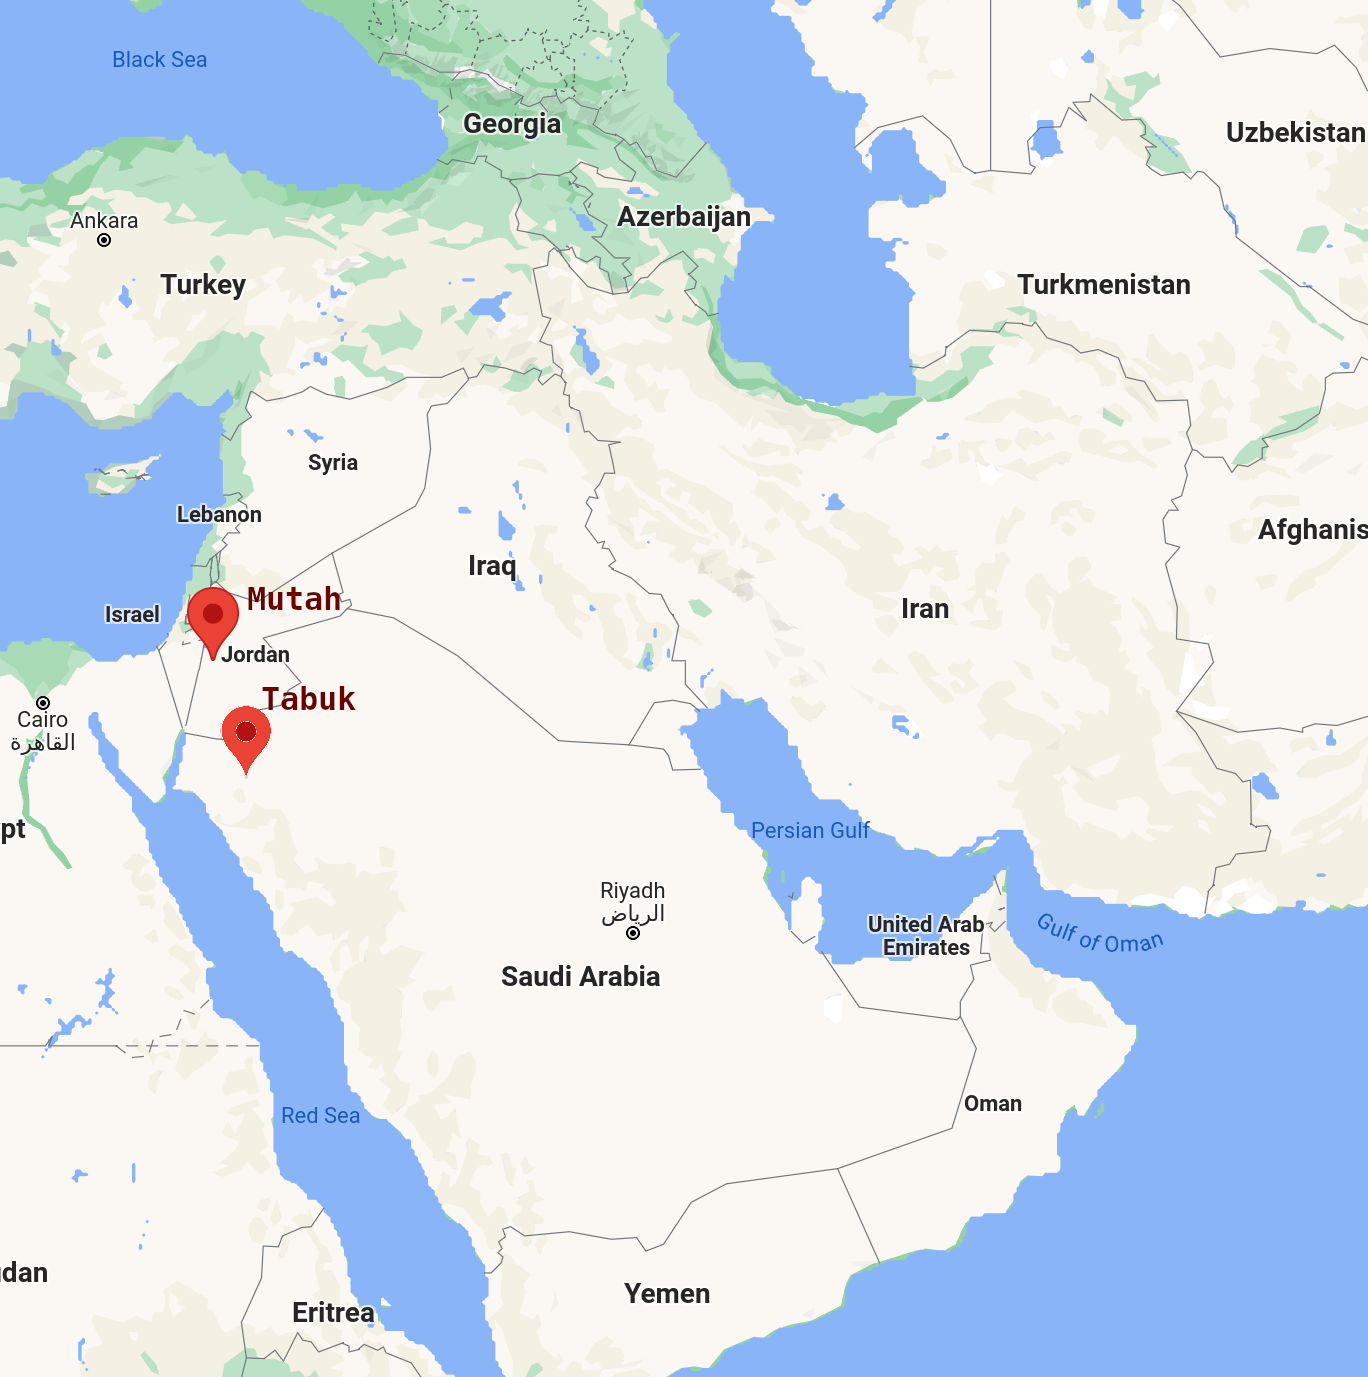 Black Sea
Georgia
Uzbekistan
Ankara
Azerbaijan
Turkey
Turkmenistan
Syria
Lebanon
Afghanis
Iraq
Mutah
Israel
Iran
Jordan
Tabuk
Cairo
القاهرة
pt
Persian Gulf
Riyadh
الرياض
United Arab
Emirates
Gulf of Oman
Saudi Arabia
Oman
Red Sea
dan
Yemen
Eritrea